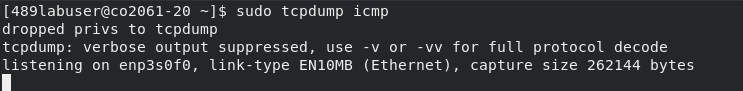 [489labuser@co2061-20 ~]$ sudo tcpdump icmp
dropped privs to tcpdump
tcpdump: verbose output suppressed, use -v or -vv for full protocol decode
listening on enp3s0f0, link-type EN10MB (Ethernet), capture size 262144 bytes